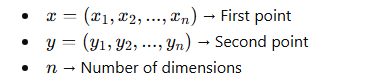 • x = (x₁, x₂, ..., xₙ) → First point
• y = (y₁, y₂, ..., yₙ) → Second point
• n → Number of dimensions